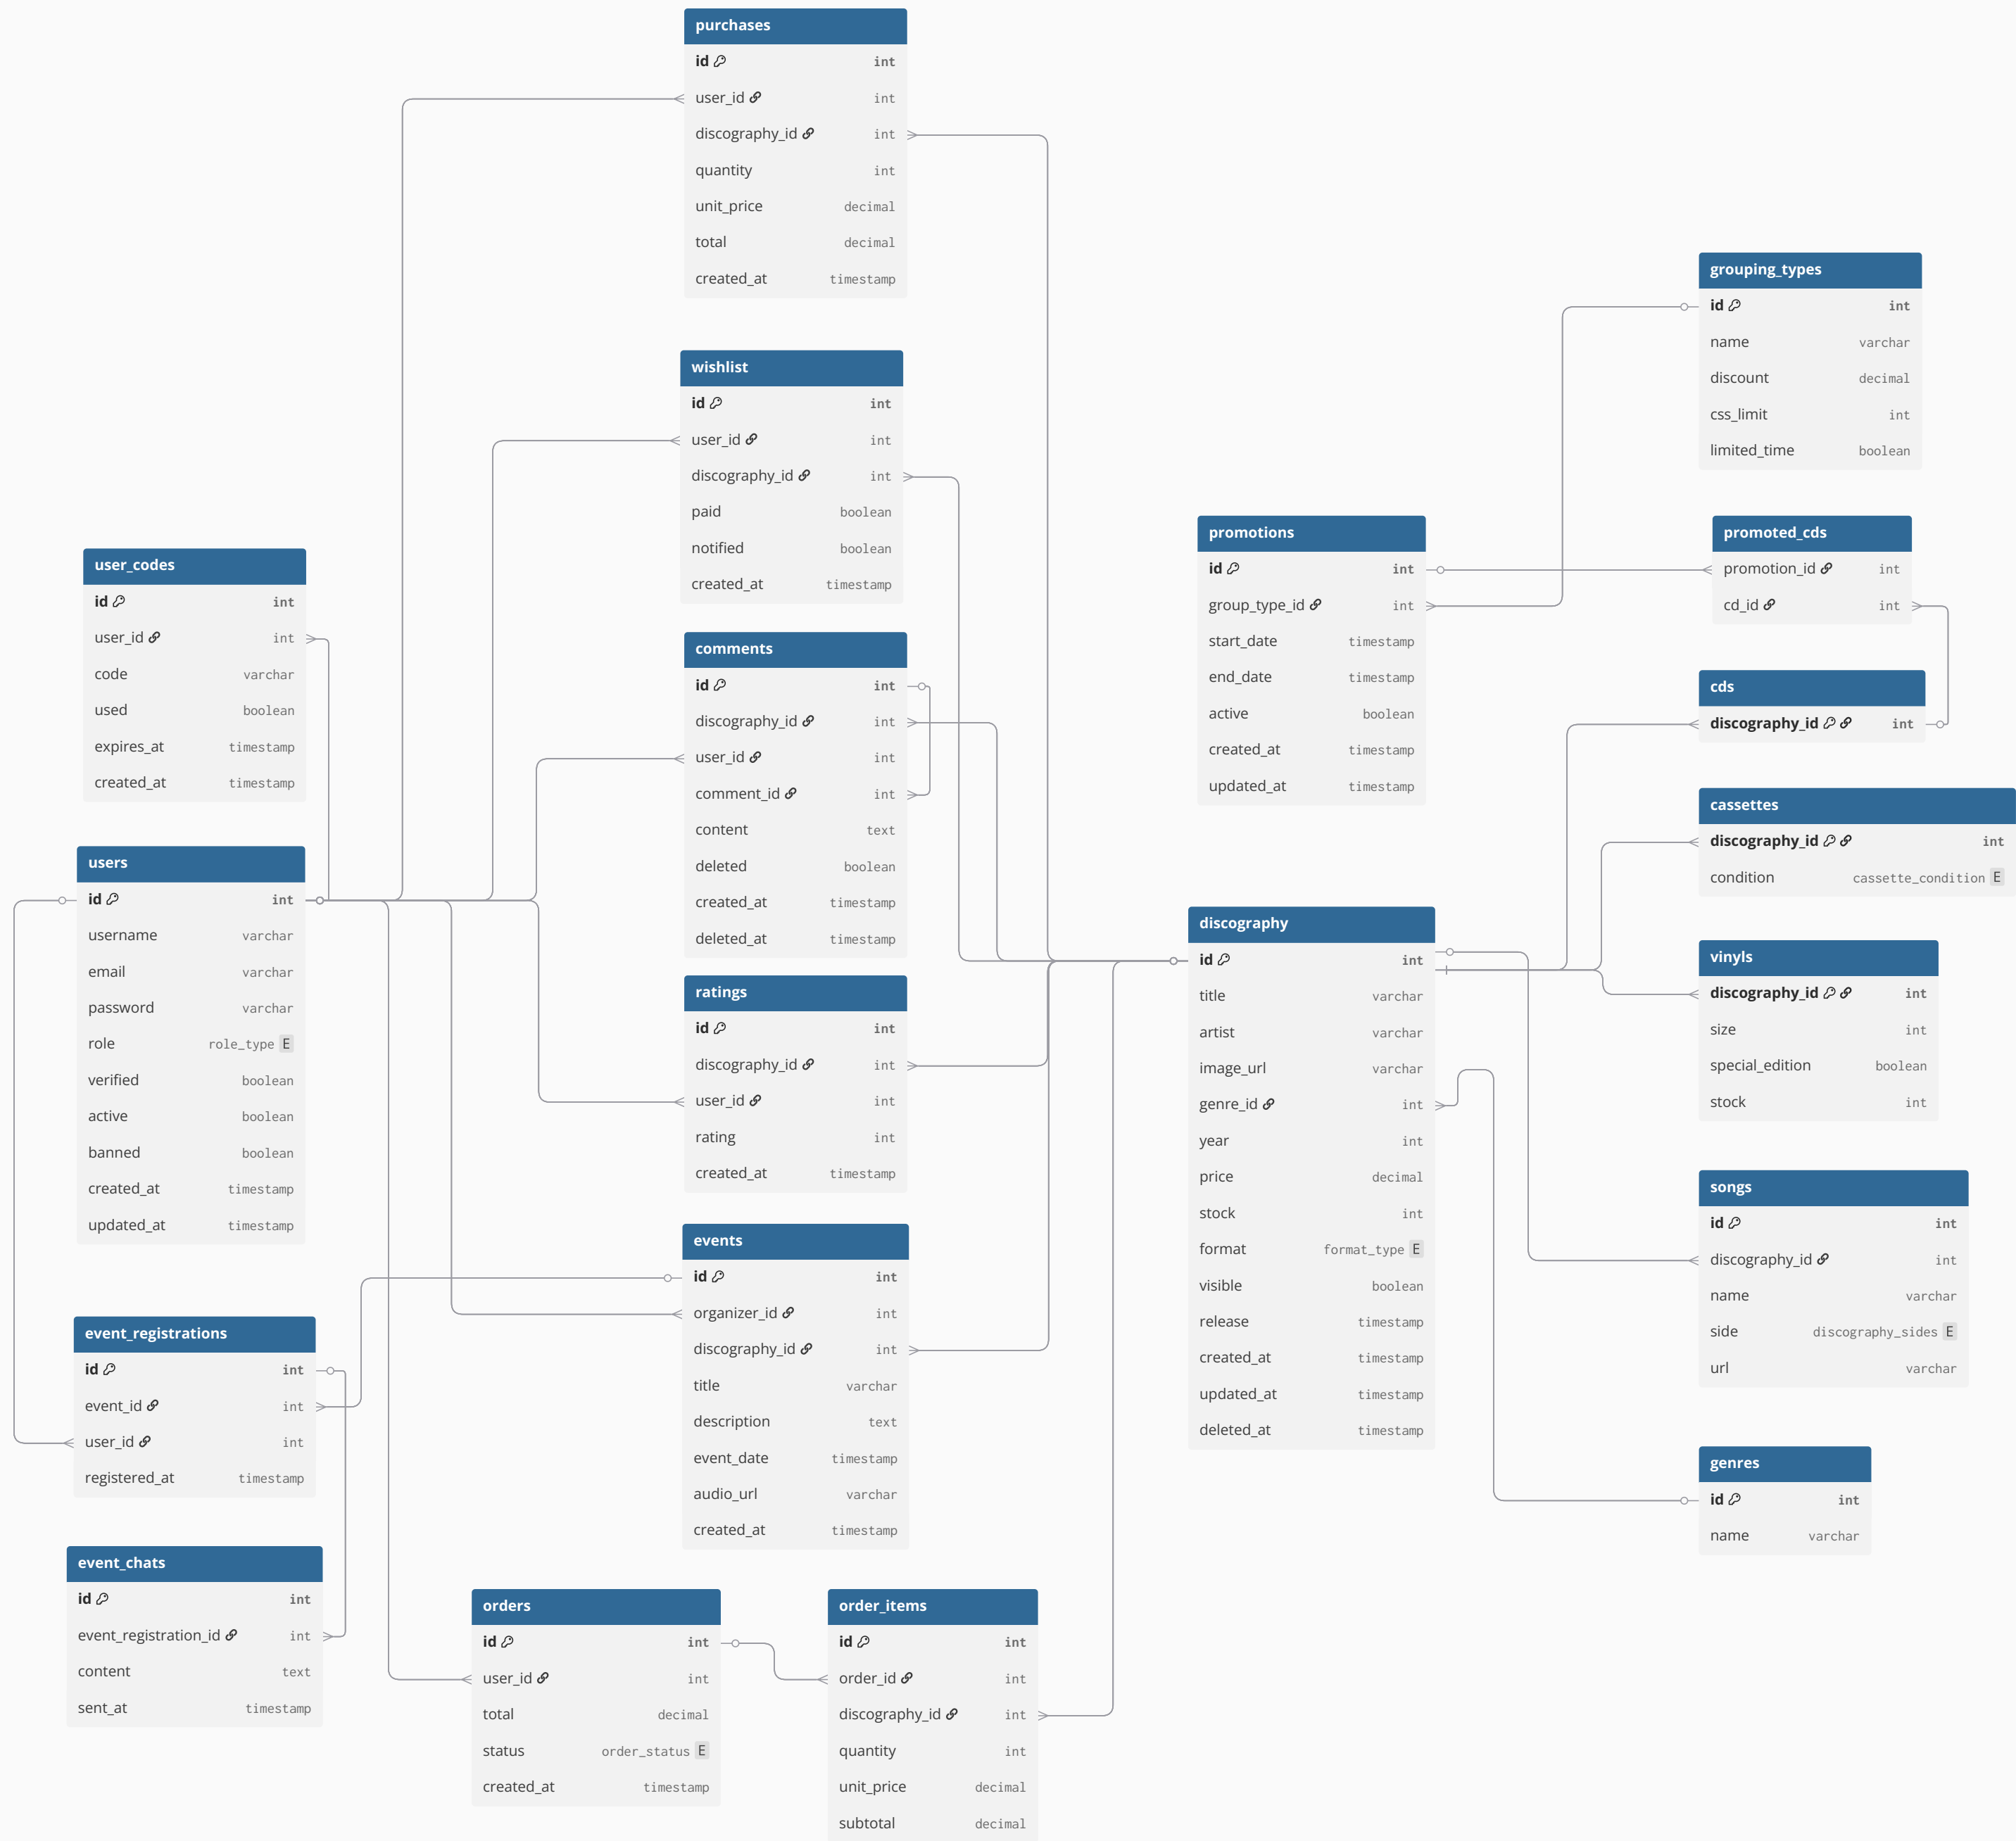 purchases
id int
user_id int
discography_id int
quantity int
unit_price decimal
total decimal
created_at timestamp
grouping_types
id int
name varchar
discount decimal
css_limit int
limited_time boolean
wishlist
id int
user_id int
discography_id int
paid boolean
notified boolean
created_at timestamp
promotions
id int
group_type_id int
start_date timestamp
end_date timestamp
active boolean
created_at timestamp
updated_at timestamp
promoted_cds
promotion_id int
cd_id int
user_codes
id int
user_id int
code varchar
used boolean
expires_at timestamp
created_at timestamp
comments
id int
discography_id int
user_id int
comment_id int
content text
deleted boolean
created_at timestamp
deleted_at timestamp
cds
discography_id int
cassettes
discography_id int
condition cassette_condition E
users
id int
username varchar
email varchar
password varchar
role role_type E
verified boolean
active boolean
banned boolean
created_at timestamp
updated_at timestamp
discography
id int
title varchar
artist varchar
image_url varchar
genre_id int
year int
price decimal
stock int
format format_type E
visible boolean
release timestamp
created_at timestamp
updated_at timestamp
deleted_at timestamp
vinyls
discography_id int
size int
special_edition boolean
stock int
ratings
id int
discography_id int
user_id int
rating int
created_at timestamp
songs
id int
discography_id int
name varchar
side discography_sides E
url varchar
events
id int
organizer_id int
discography_id int
title varchar
description text
event_date timestamp
audio_url varchar
created_at timestamp
event_registrations
id int
event_id int
user_id int
registered_at timestamp
genres
id int
name varchar
event_chats
id int
event_registration_id int
content text
sent_at timestamp
orders
id int
user_id int
total decimal
status order_status E
created_at timestamp
order_items
id int
order_id int
discography_id int
quantity int
unit_price decimal
subtotal decimal